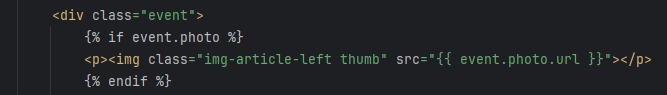 <div class="event">
{% if event.photo %}
<p><img class="img-article-left thumb" src="{{ event.photo.url }}"></p>
{% endif %}